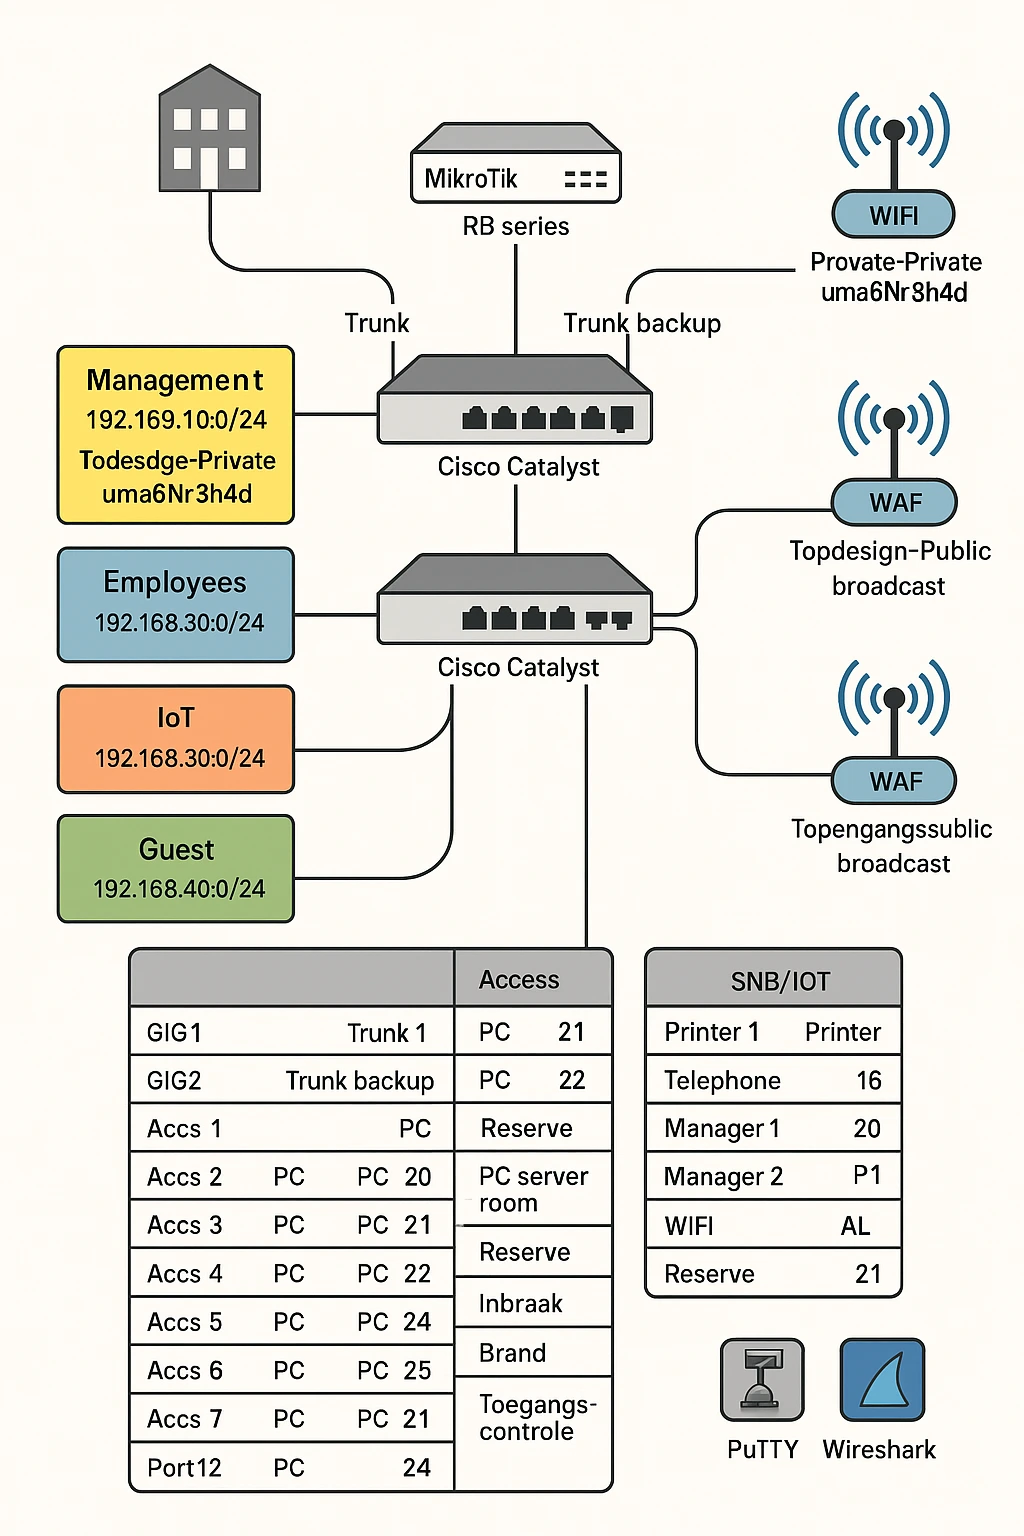 MikroTik
RB series
WIFI
Provate-Private
uma6Nr8h4d
Trunk
Trunk backup
Management
192.169.10:0/24
Todesdge-Private
uma6Nr3h4d
Cisco Catalyst
WAF
Topdesign-Public
broadcast
Employees
192.168.30:0/24
Cisco Catalyst
IoT
192.168.30:0/24
WAF
Topengangssublic
broadcast
Guest
192.168.40:0/24
GIG1 Trunk 1
GIG2 Trunk backup
Accs 1 PC
Accs 2 PC PC 20
Accs 3 PC PC 21
Accs 4 PC PC 22
Accs 5 PC PC 24
Accs 6 PC PC 25
Accs 7 PC PC 21
Port12 PC 24
Access
PC 21
PC 22
Reserve
PC server
room
Reserve
Inbraak
Brand
Toegangs-
controle
SNB/IOT
Printer 1 Printer
Telephone 16
Manager 1 20
Manager 2 P1
WIFI AL
Reserve 21
PuTTY
Wireshark